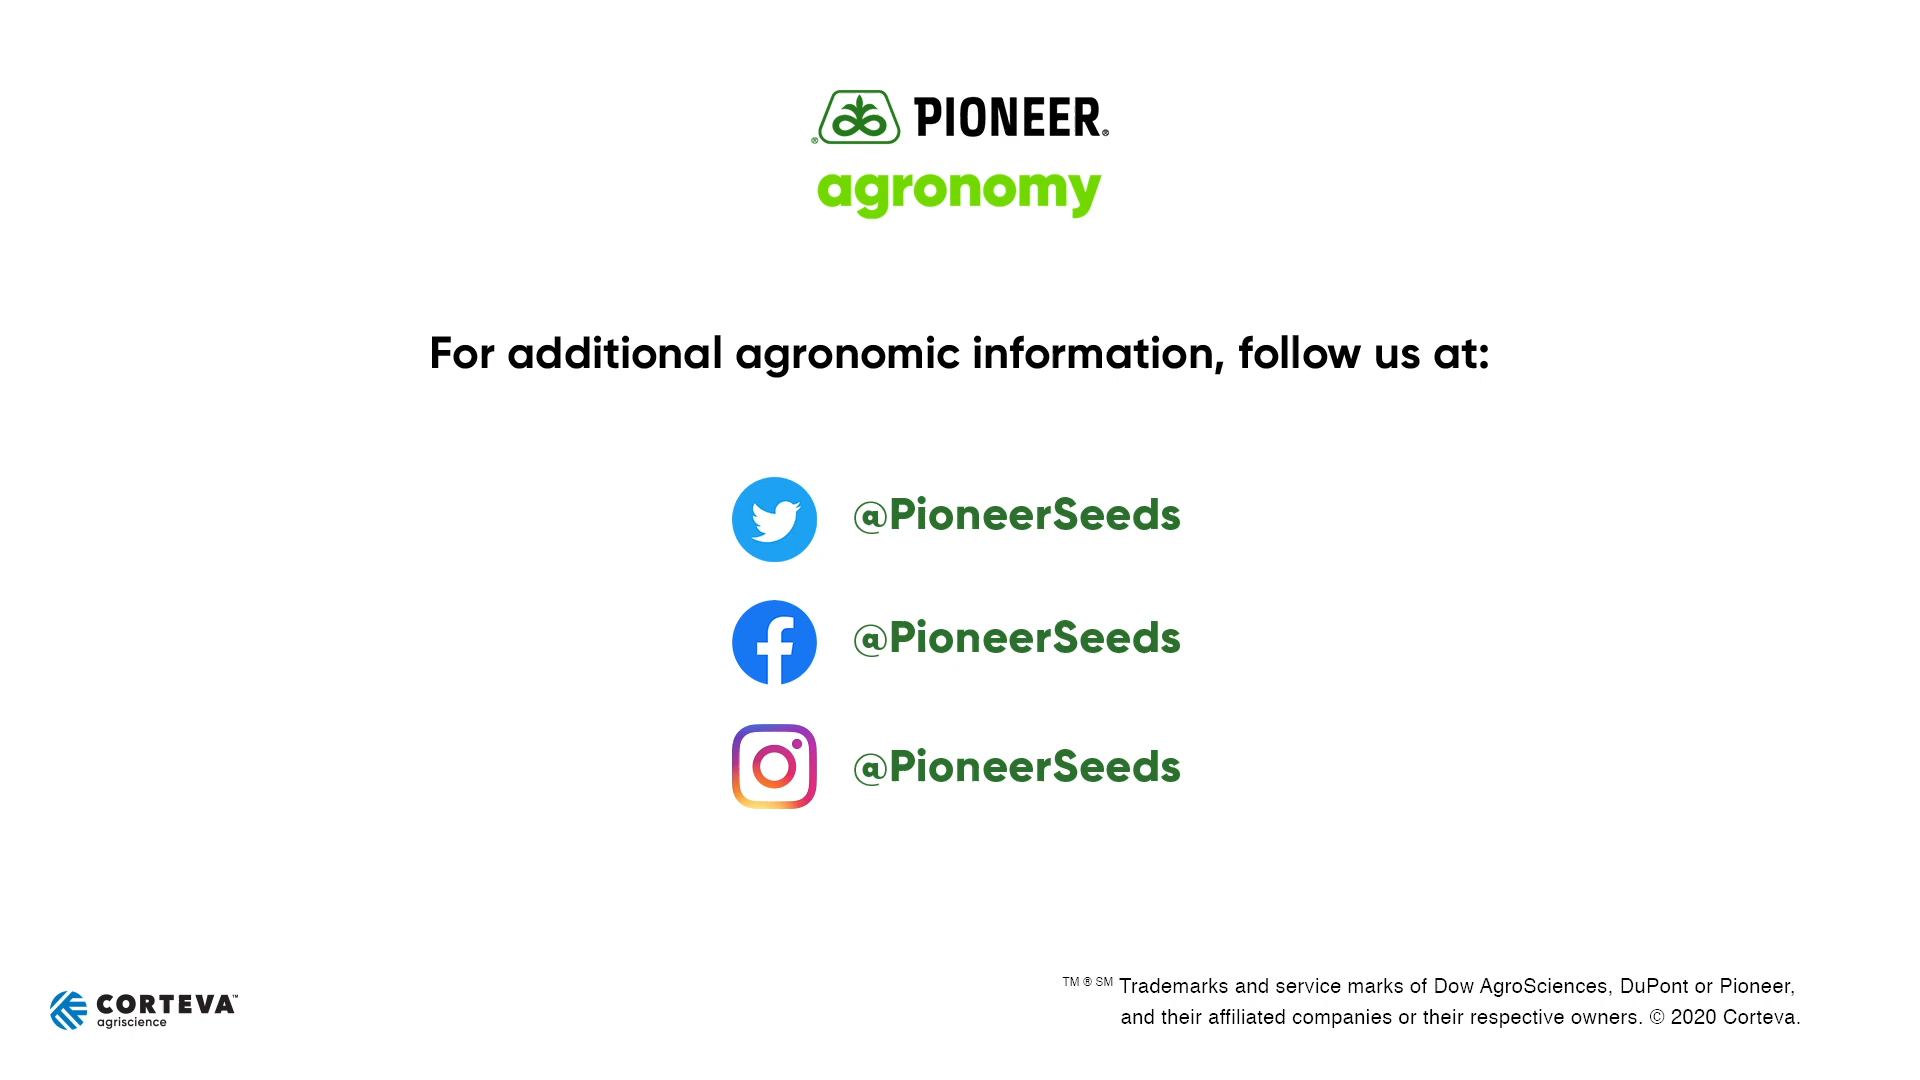 PIONEER®
agronomy
For additional agronomic information, follow us at:
@PioneerSeeds
@PioneerSeeds
@PioneerSeeds
CORTEVA™
agriscience
TM ® SM Trademarks and service marks of Dow AgroSciences, DuPont or Pioneer,
and their affiliated companies or their respective owners. © 2020 Corteva.